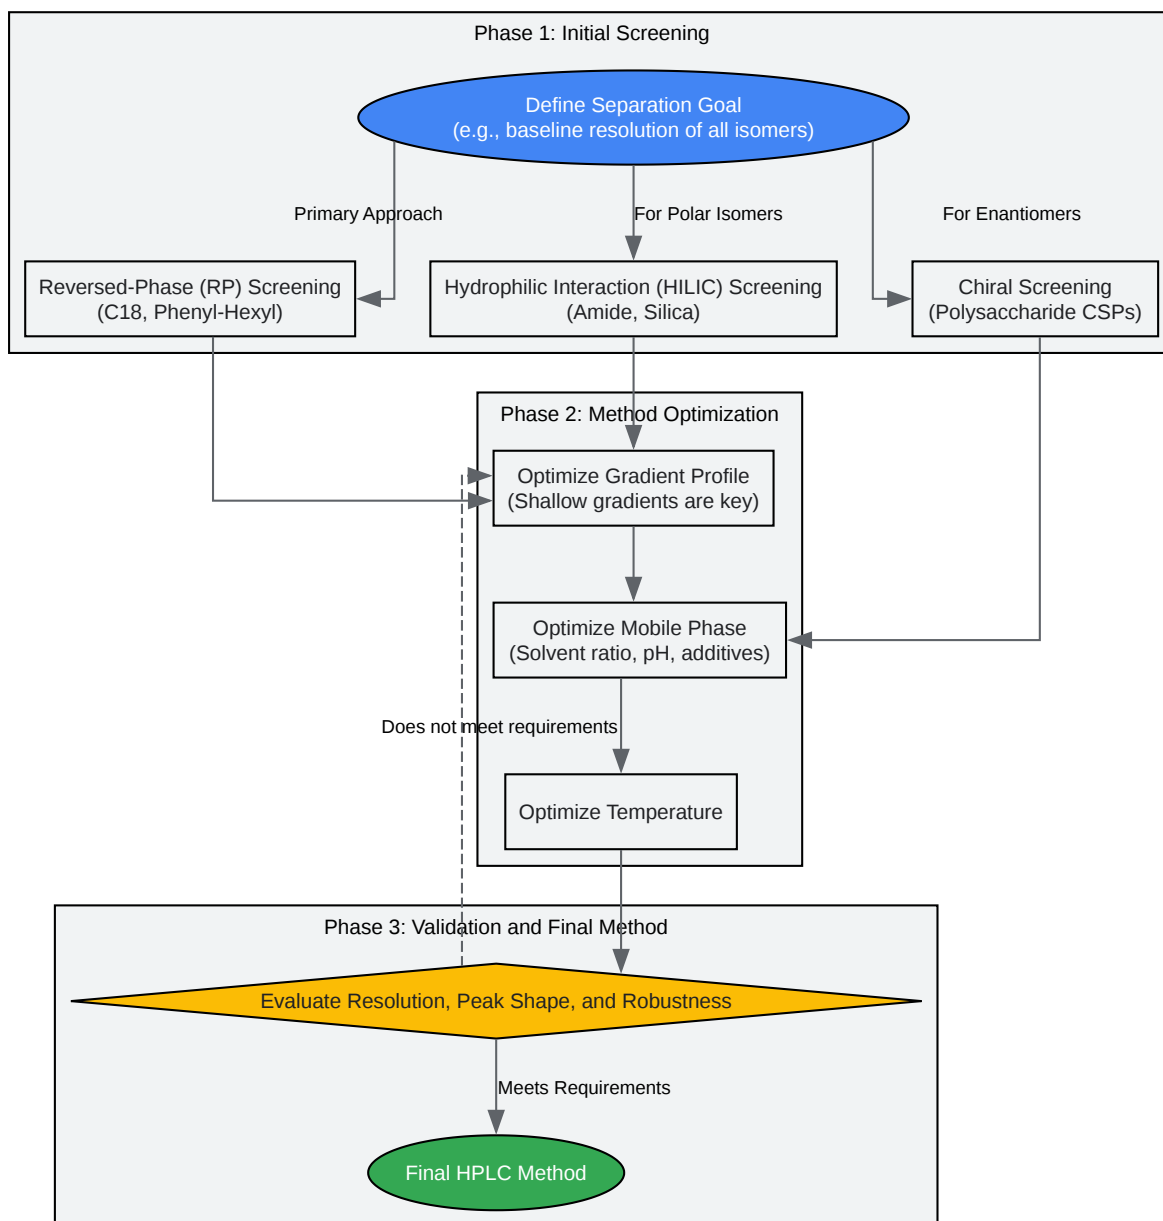 Phase 1: Initial Screening
Define Separation Goal
(e.g., baseline resolution of all isomers)
Primary Approach
For Polar Isomers
For Enantiomers
Reversed-Phase (RP) Screening
(C18, Phenyl-Hexyl)
Hydrophilic Interaction (HILIC) Screening
(Amide, Silica)
Chiral Screening
(Polysaccharide CSPs)
Phase 2: Method Optimization
Optimize Gradient Profile
(Shallow gradients are key)
Optimize Mobile Phase
(Solvent ratio, pH, additives)
Does not meet requirements
Optimize Temperature
Phase 3: Validation and Final Method
Evaluate Resolution, Peak Shape, and Robustness
Meets Requirements
Final HPLC Method